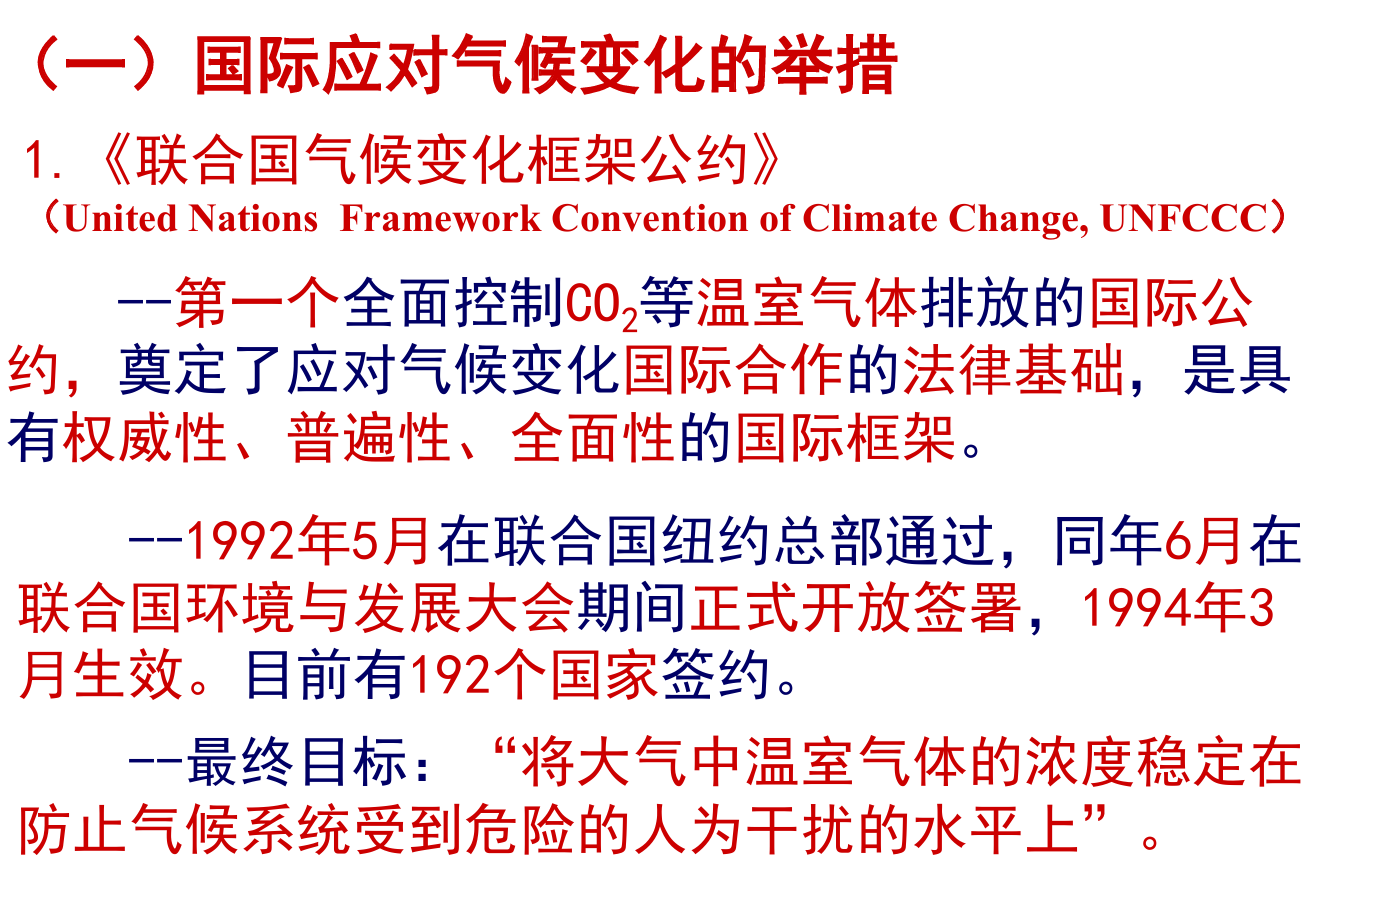 （一）国际应对气候变化的举措
1.《联合国气候变化框架公约》
（United Nations  Framework Convention of Climate Change, UNFCCC）
--第一个全面控制CO₂等温室气体排放的国际公
约，奠定了应对气候变化国际合作的法律基础，是具
有权威性、普遍性、全面性的国际框架。
--1992年5月在联合国纽约总部通过，同年6月在
联合国环境与发展大会期间正式开放签署，1994年3
月生效。目前有192个国家签约。
--最终目标：“将大气中温室气体的浓度稳定在
防止气候系统受到危险的人为干扰的水平上”。